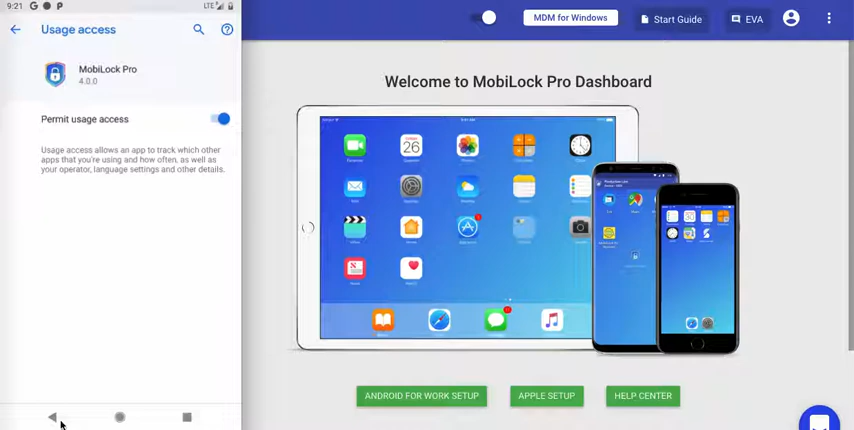 9:21
LTE
Usage access
MobiLock Pro
4.0.0
Permit usage access
Usage access allows an app to track which other
apps that you're using and how often, as well as
your operator, language settings and other details.
MDM for Windows
Start Guide
EVA
Welcome to MobiLock Pro Dashboard
26
ANDROID FOR WORK SETUP
APPLE SETUP
HELP CENTER